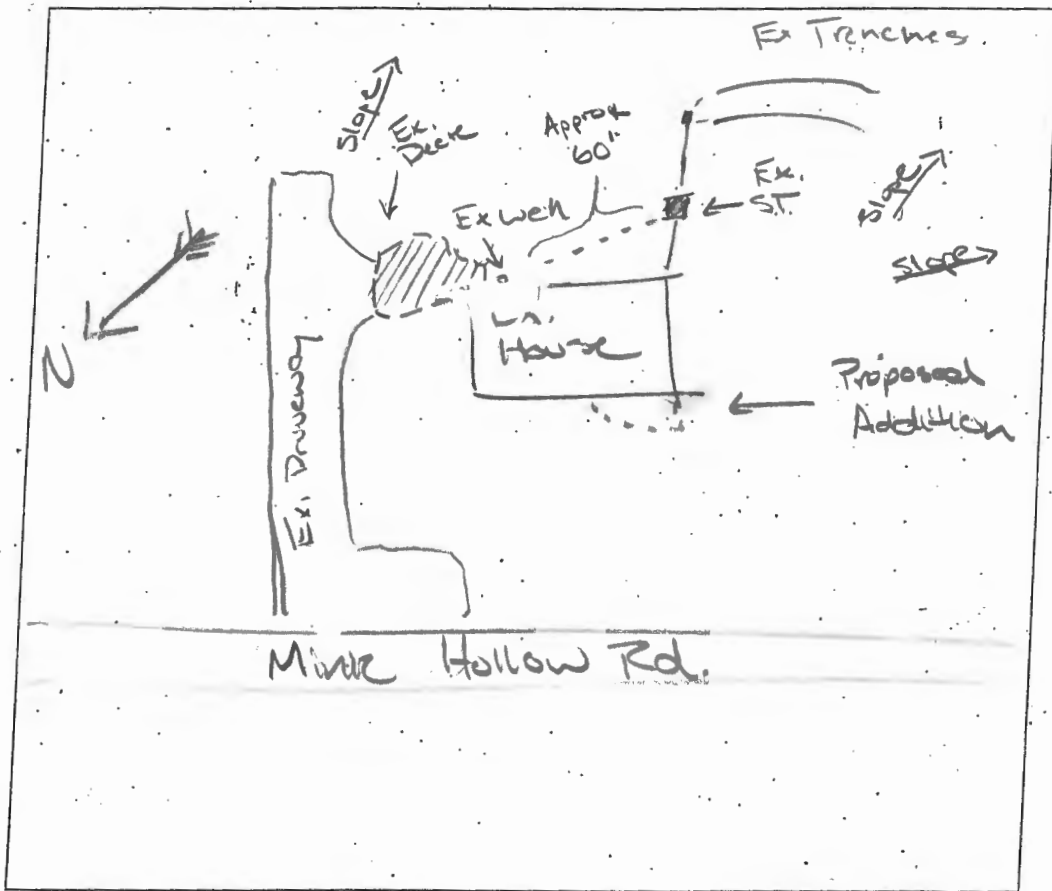 Ex Trenches.
Slope
Ex.
Deck
Approx
60'
Ex well
Ex.
S.T.
Slope
Slope
N
Ex.
House
Proposed
Addition
Ex. Driveway
Mink Hollow Rd.